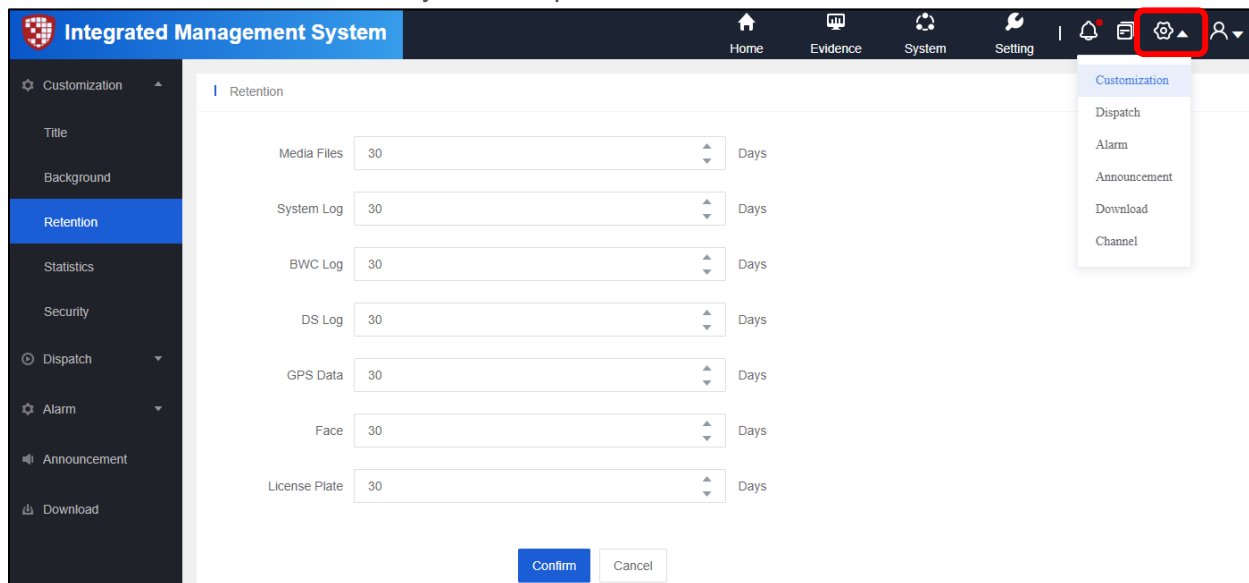 Integrated Management System
Home
Evidence
System
Setting
Customization
Title
Background
Retention
Statistics
Security
Dispatch
Alarm
Announcement
Download
Retention
Media Files 30 Days
System Log 30 Days
BWC Log 30 Days
DS Log 30 Days
GPS Data 30 Days
Face 30 Days
License Plate 30 Days
Confirm Cancel
Customization
Dispatch
Alarm
Announcement
Download
Channel